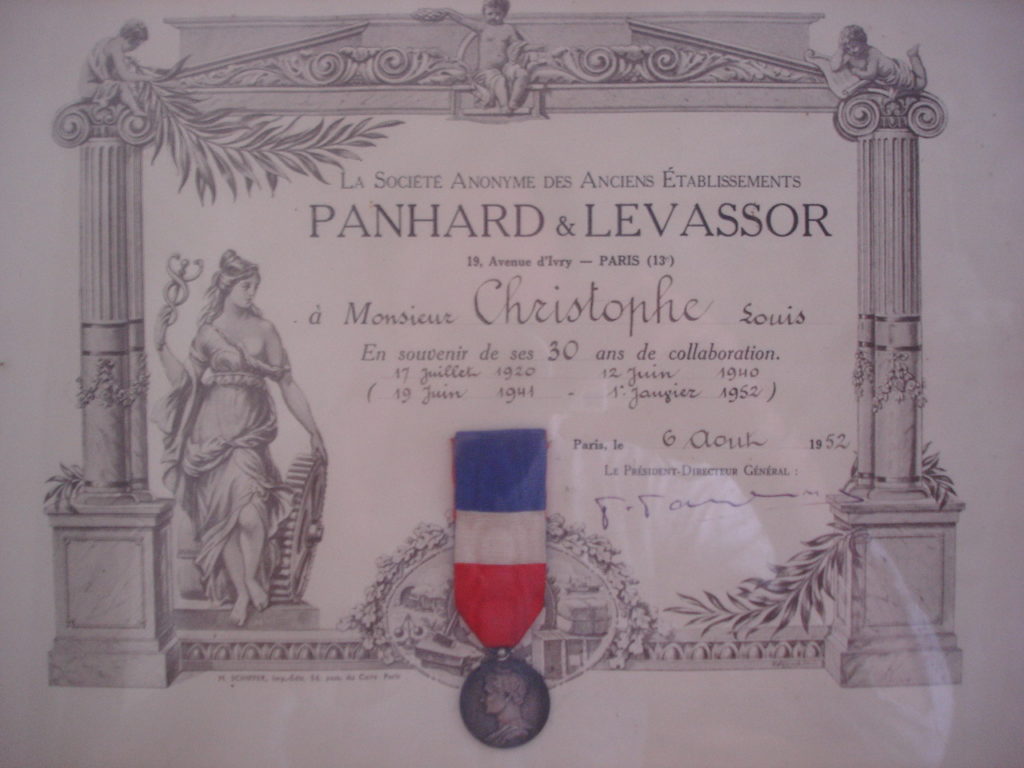 La Société Anonyme des Anciens Établissements
PANHARD & LEVASSOR
19, Avenue d'Ivry — PARIS (13e)
à Monsieur Christophe Louis
En souvenir de ses 30 ans de collaboration.
17 Juillet 1920 12 Juin 1940
( 19 Juin 1941 - 1er Janvier 1952 )
Paris, le 6 Aout 1952
Le Président-Directeur Général :